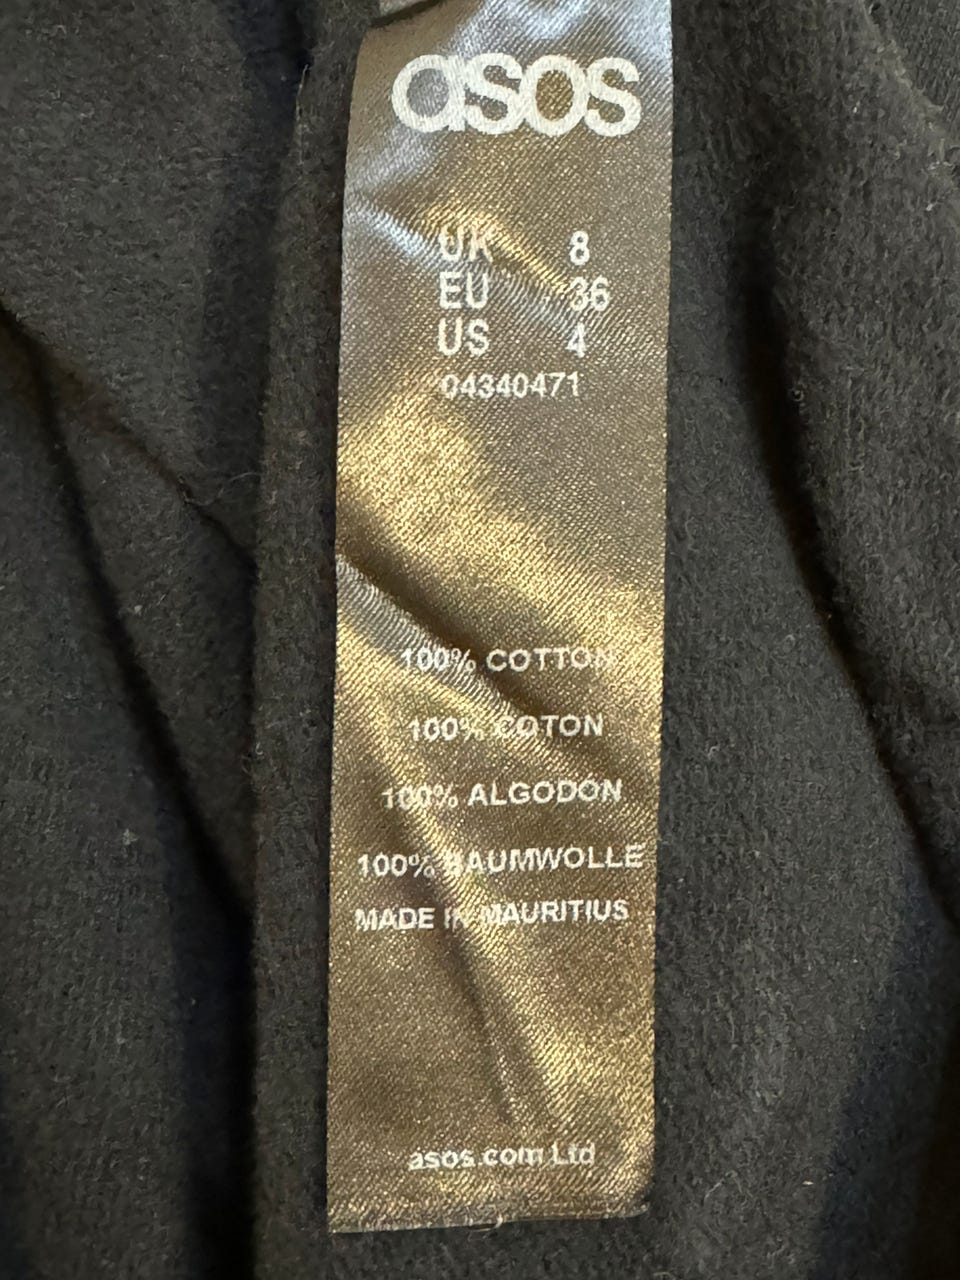 asos
UK 8
EU 36
US 4
04340471
100% COTTON
100% COTON
100% ALGODÓN
100% BAUMWOLLE
MADE IN MAURITIUS
asos.com Ltd